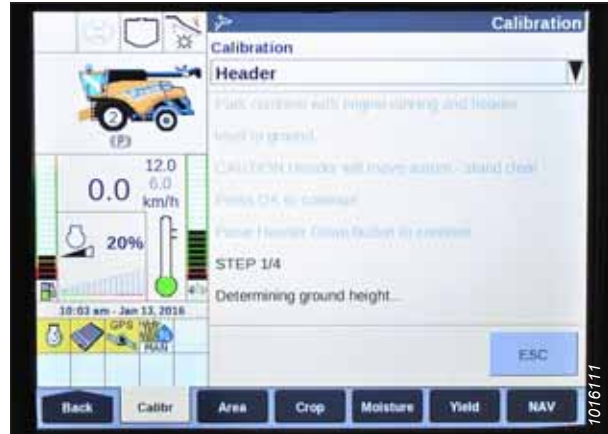 Calibration
Calibration
Header
Park combine with engine running and header
level to ground.
CAUTION Header will move - stand clear
Press OK to continue
Press Header Down button to continue
STEP 1/4
Determining ground height...
ESC
2
(P)
12.0
0.0
6.0
km/h
20%
10:03 am - Jan 13, 2016
GPS
MAN
Back
Calibr
Area
Crop
Moisture
Yield
NAV
1016111